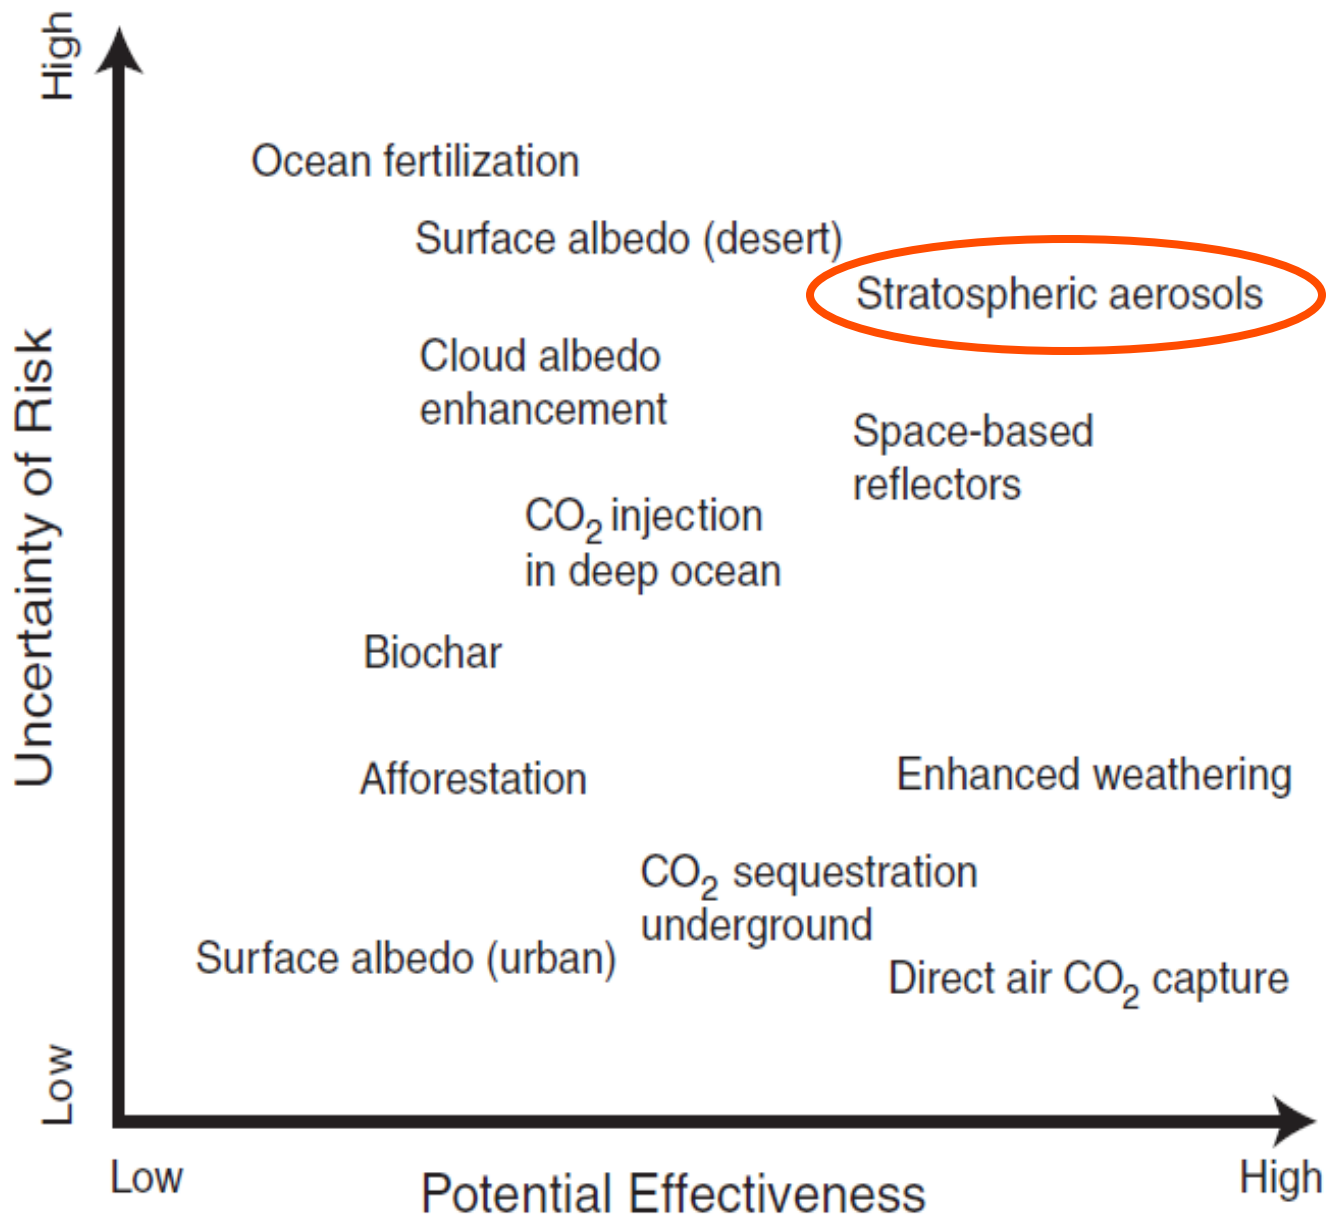 High
Ocean fertilization
Surface albedo (desert)
Stratospheric aerosols
Cloud albedo
enhancement
Space-based
reflectors
CO₂ injection
in deep ocean
Uncertainty of Risk
Biochar
Afforestation
Enhanced weathering
CO₂ sequestration
underground
Surface albedo (urban)
Direct air CO₂ capture
Low
Low
Potential Effectiveness
High